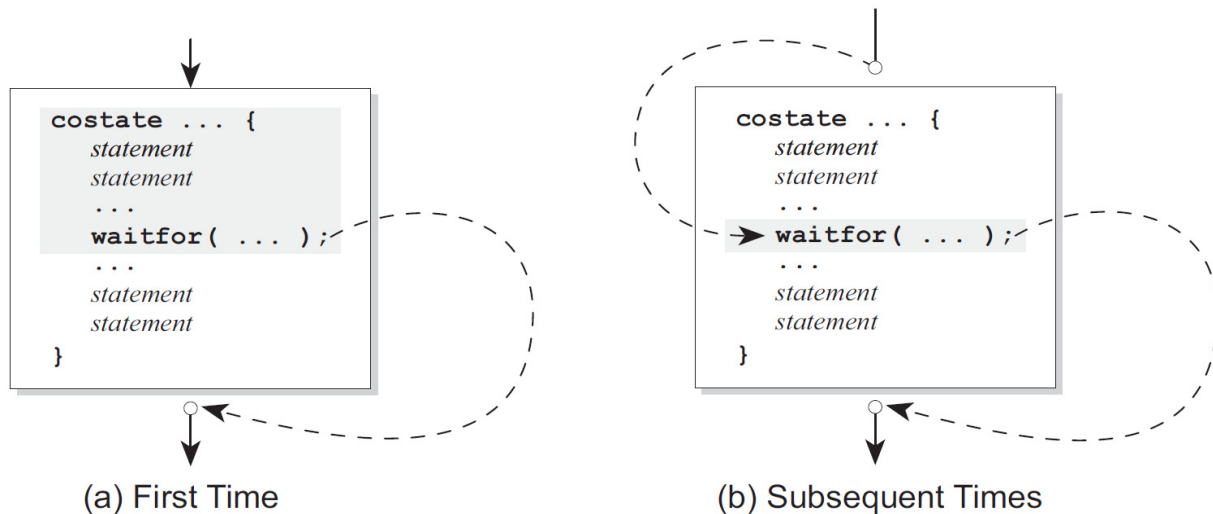 costate ... {
statement
statement
...
waitfor( ... );
...
statement
statement
}
(a) First Time
costate ... {
statement
statement
...
waitfor( ... );
...
statement
statement
}
(b) Subsequent Times